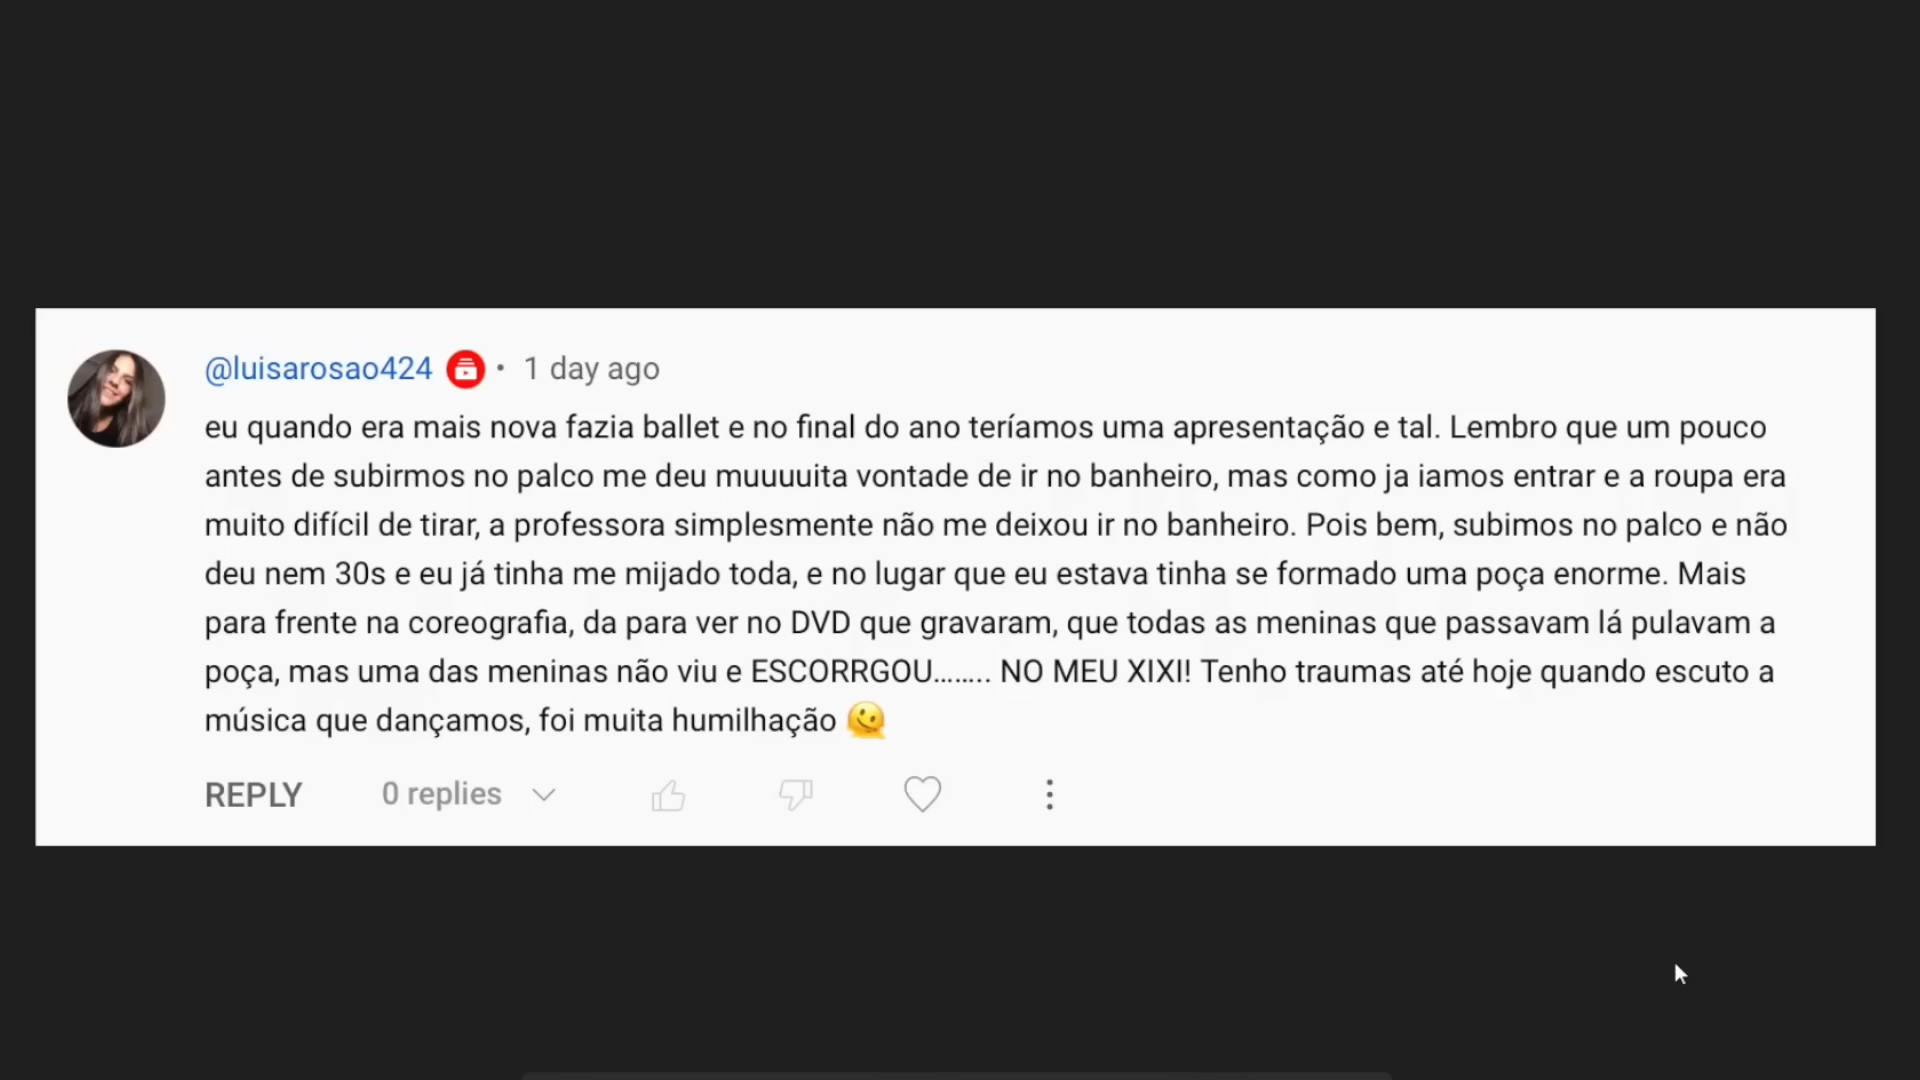 @luisarosao424 • 1 day ago
eu quando era mais nova fazia ballet e no final do ano teríamos uma apresentação e tal. Lembro que um pouco
antes de subirmos no palco me deu muuuuita vontade de ir no banheiro, mas como ja iamos entrar e a roupa era
muito difícil de tirar, a professora simplesmente não me deixou ir no banheiro. Pois bem, subimos no palco e não
deu nem 30s e eu já tinha me mijado toda, e no lugar que eu estava tinha se formado uma poça enorme. Mais
para frente na coreografia, da para ver no DVD que gravaram, que todas as meninas que passavam lá pulavam a
poça, mas uma das meninas não viu e ESCORRGOU........ NO MEU XIXI! Tenho traumas até hoje quando escuto a
música que dançamos, foi muita humilhação 🫠
REPLY 0 replies